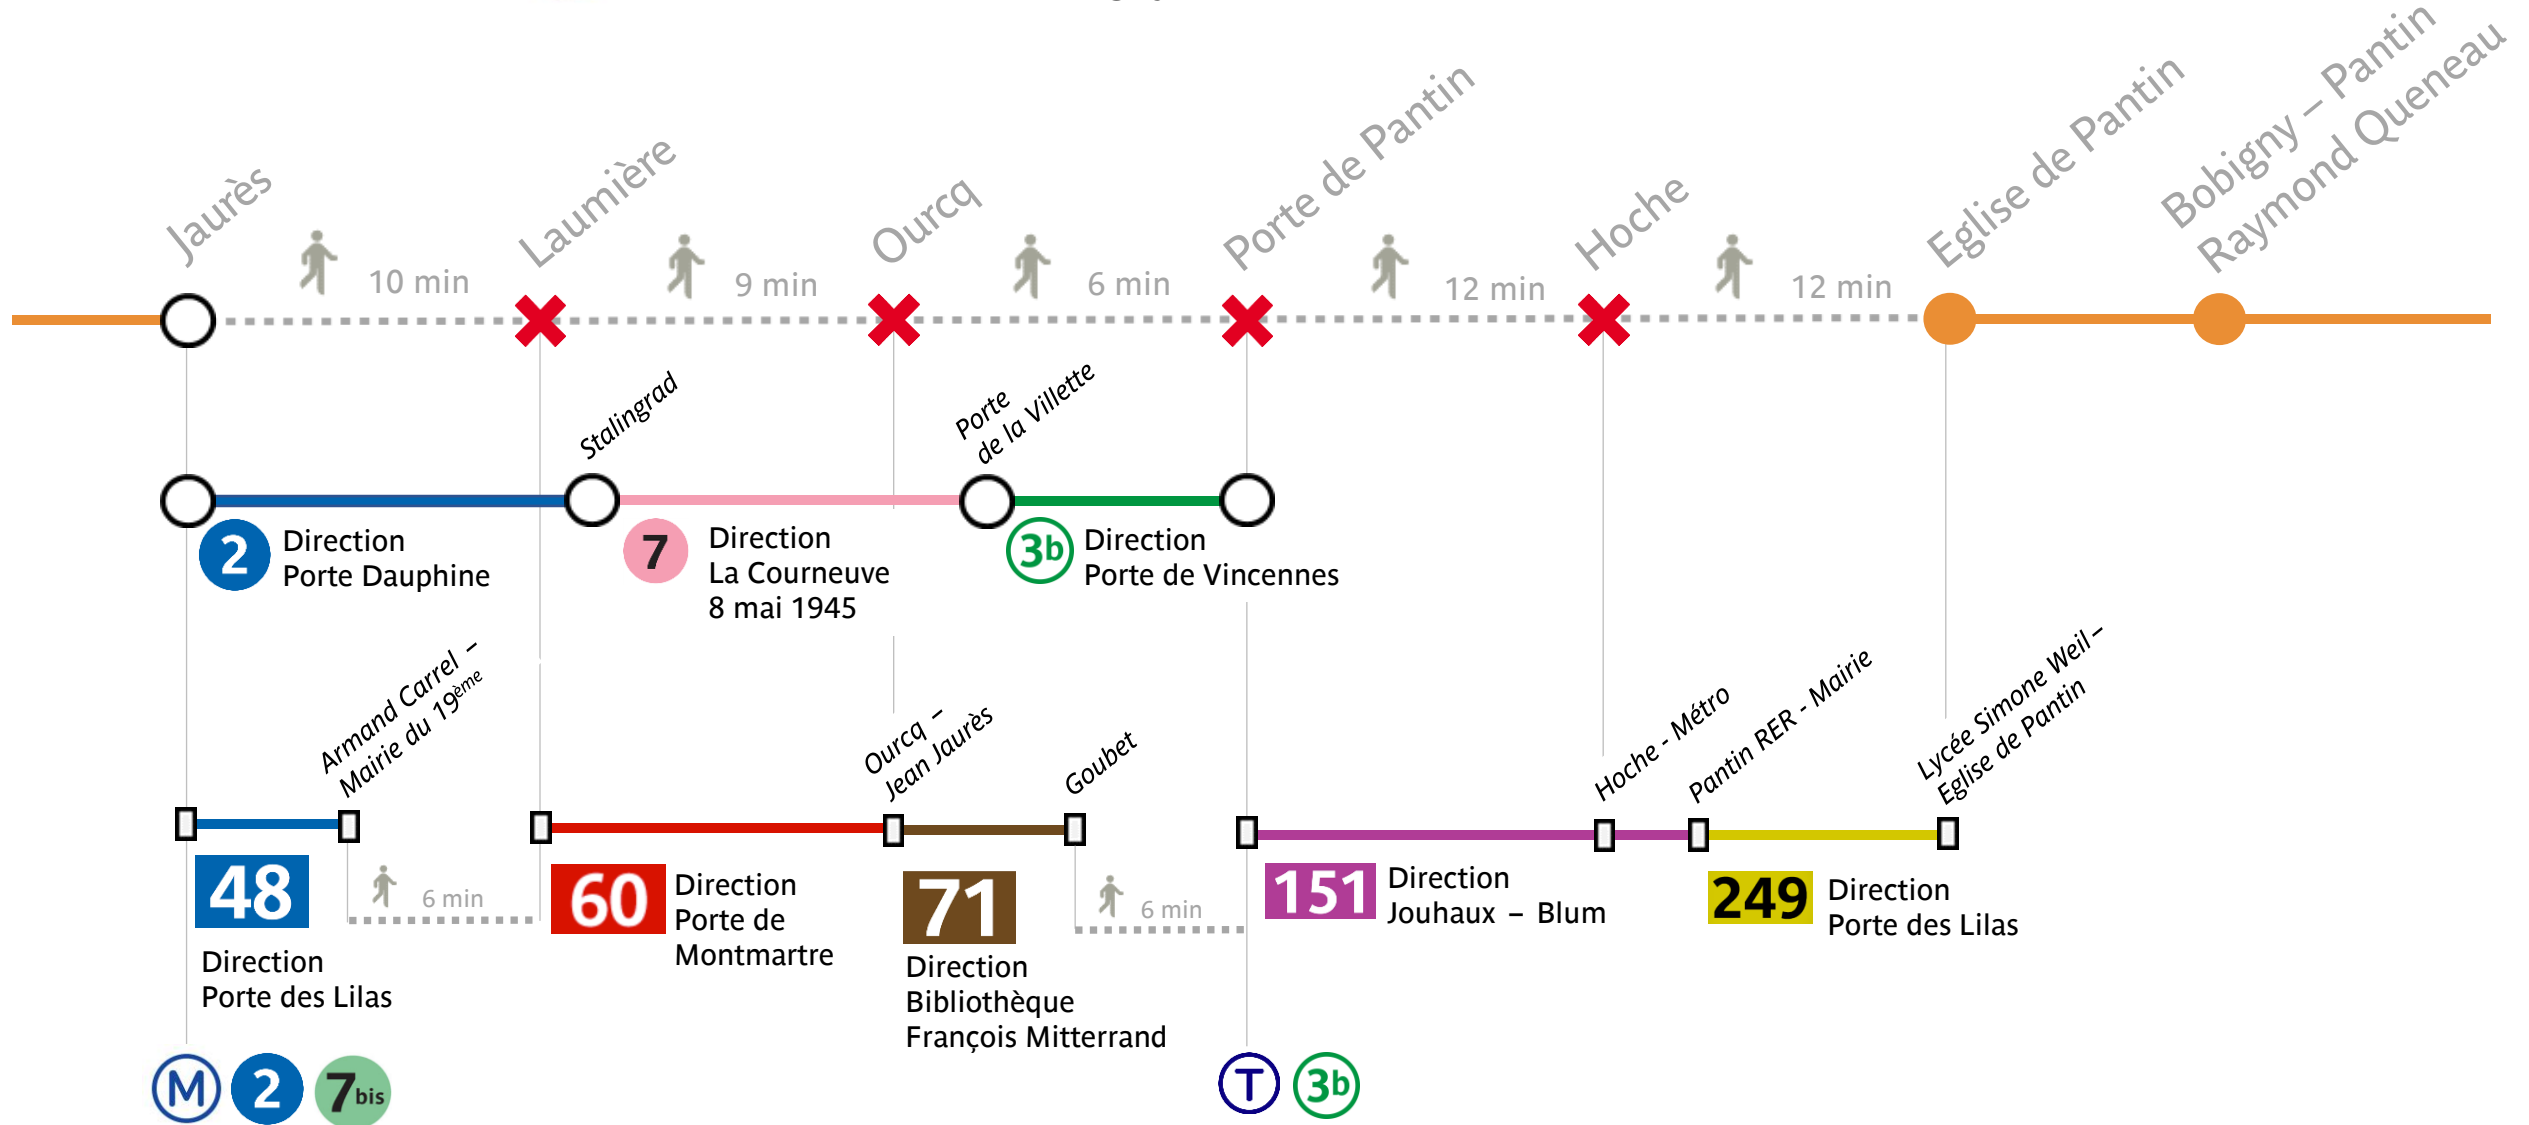 Jaurès
Laumière
Ourcq
Porte de Pantin
Hoche
Eglise de Pantin
Bobigny – Pantin
Raymond Queneau
10 min
9 min
6 min
12 min
12 min
Stalingrad
Porte
de la Villette
2
Direction
Porte Dauphine
7
Direction
La Courneuve
8 mai 1945
3b
Direction
Porte de Vincennes
Armand Carrel –
Mairie du 19ème
Ourcq –
Jean Jaurès
Goubet
Hoche - Métro
Pantin RER - Mairie
Lycée Simone Weil –
Eglise de Pantin
48
Direction
Porte des Lilas
6 min
60
Direction
Porte de
Montmartre
71
Direction
Bibliothèque
François Mitterrand
6 min
151
Direction
Jouhaux – Blum
249
Direction
Porte des Lilas
M 2 7bis
T 3b